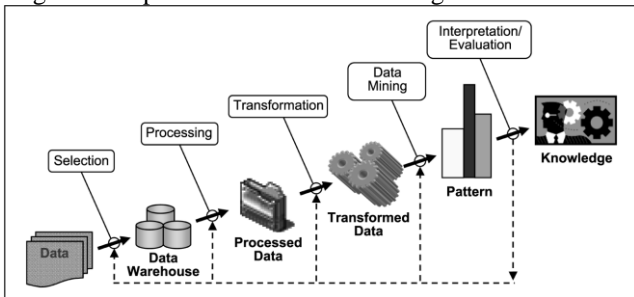 Interpretation/
Evaluation
Data
Mining
Transformation
Processing
Selection
Knowledge
Pattern
Transformed
Data
Processed
Data
Data
Warehouse
Data